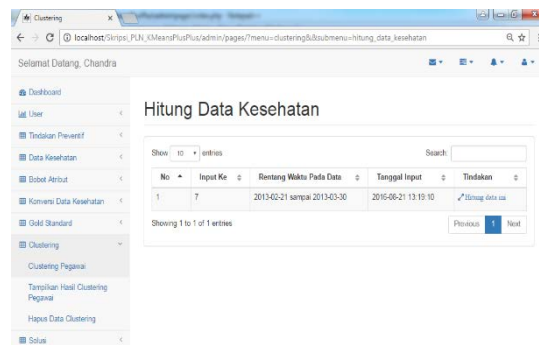 Clustering
localhost/Skripsi_PLN_KMeansPlusPlus/admin/pages/?menu=clustering&submenu=hitung_data_kesehatan
Selamat Datang, Chandra
Dashboard
User
Tindakan Preventif
Data Kesehatan
Bobot Atribut
Konversi Data Kesehatan
Gold Standard
Clustering
Clustering Pegawai
Tampilkan Hasil Clustering
Pegawai
Hapus Data Clustering
Solusi
Hitung Data Kesehatan
Show 10 entries
Search:
No Input Ke Rentang Waktu Pada Data Tanggal Input Tindakan
1 7 2013-02-21 sampai 2013-03-30 2016-08-21 13:19:10 Hitung data ini
Showing 1 to 1 of 1 entries
Previous 1 Next